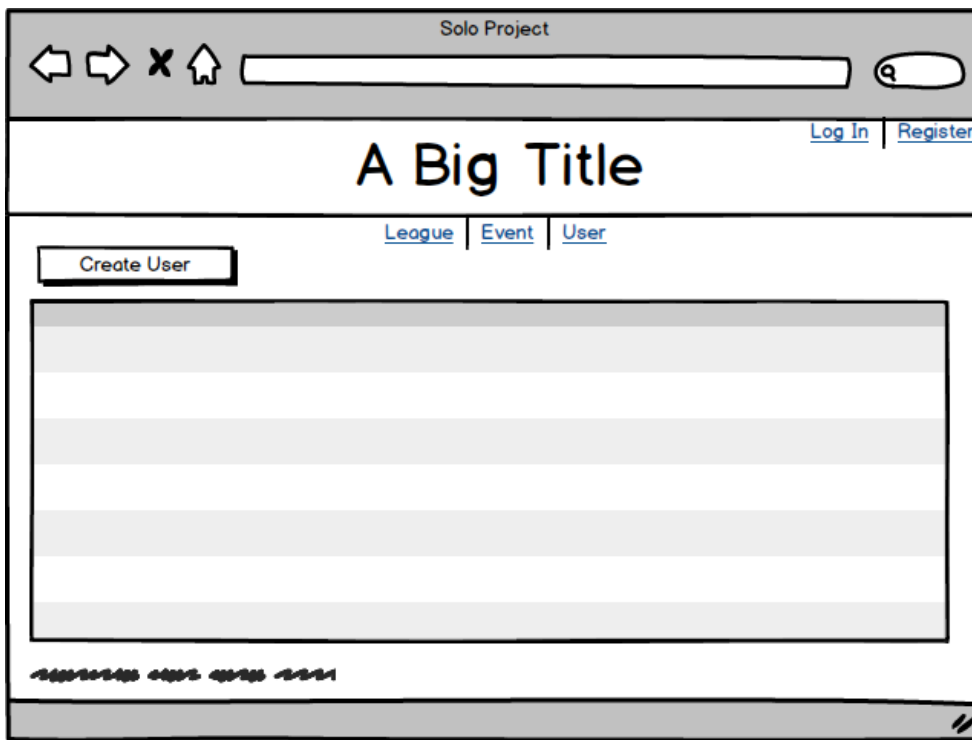 Solo Project
Log In Register
A Big Title
League Event User
Create User